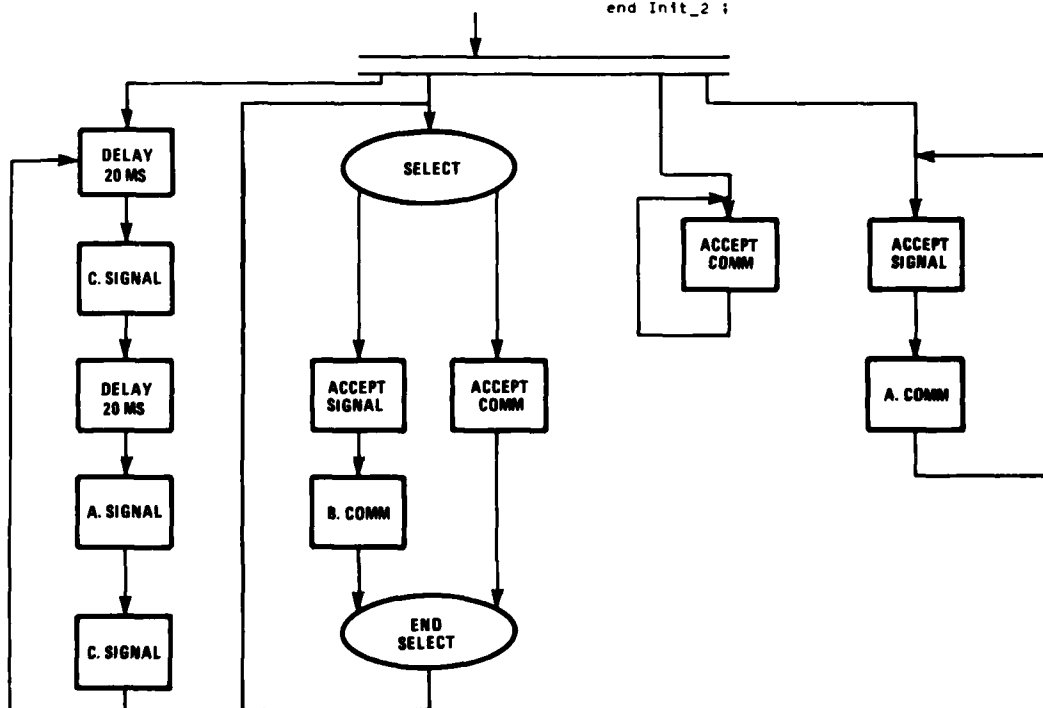 end Init_2 ;
DELAY
20 MS
C. SIGNAL
DELAY
20 MS
A. SIGNAL
C. SIGNAL
SELECT
ACCEPT
SIGNAL
B. COMM
ACCEPT
COMM
END
SELECT
ACCEPT
COMM
ACCEPT
SIGNAL
A. COMM